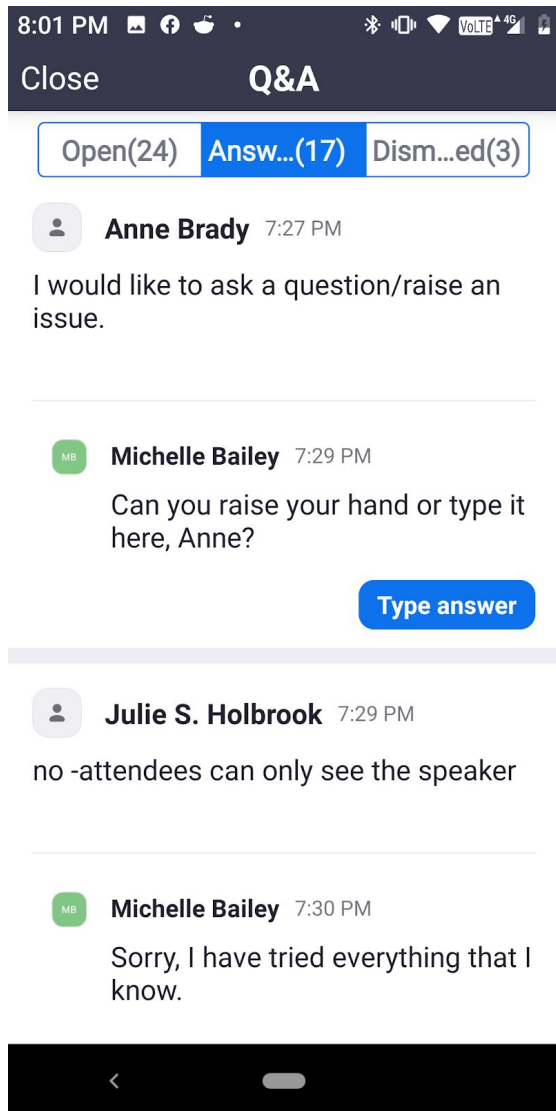 8:01 PM VoLTE 4G
Close Q&A
Open(24) Answ...(17) Dism...ed(3)
Anne Brady 7:27 PM
I would like to ask a question/raise an
issue.
MB Michelle Bailey 7:29 PM
Can you raise your hand or type it
here, Anne?
Type answer
Julie S. Holbrook 7:29 PM
no -attendees can only see the speaker
MB Michelle Bailey 7:30 PM
Sorry, I have tried everything that I
know.